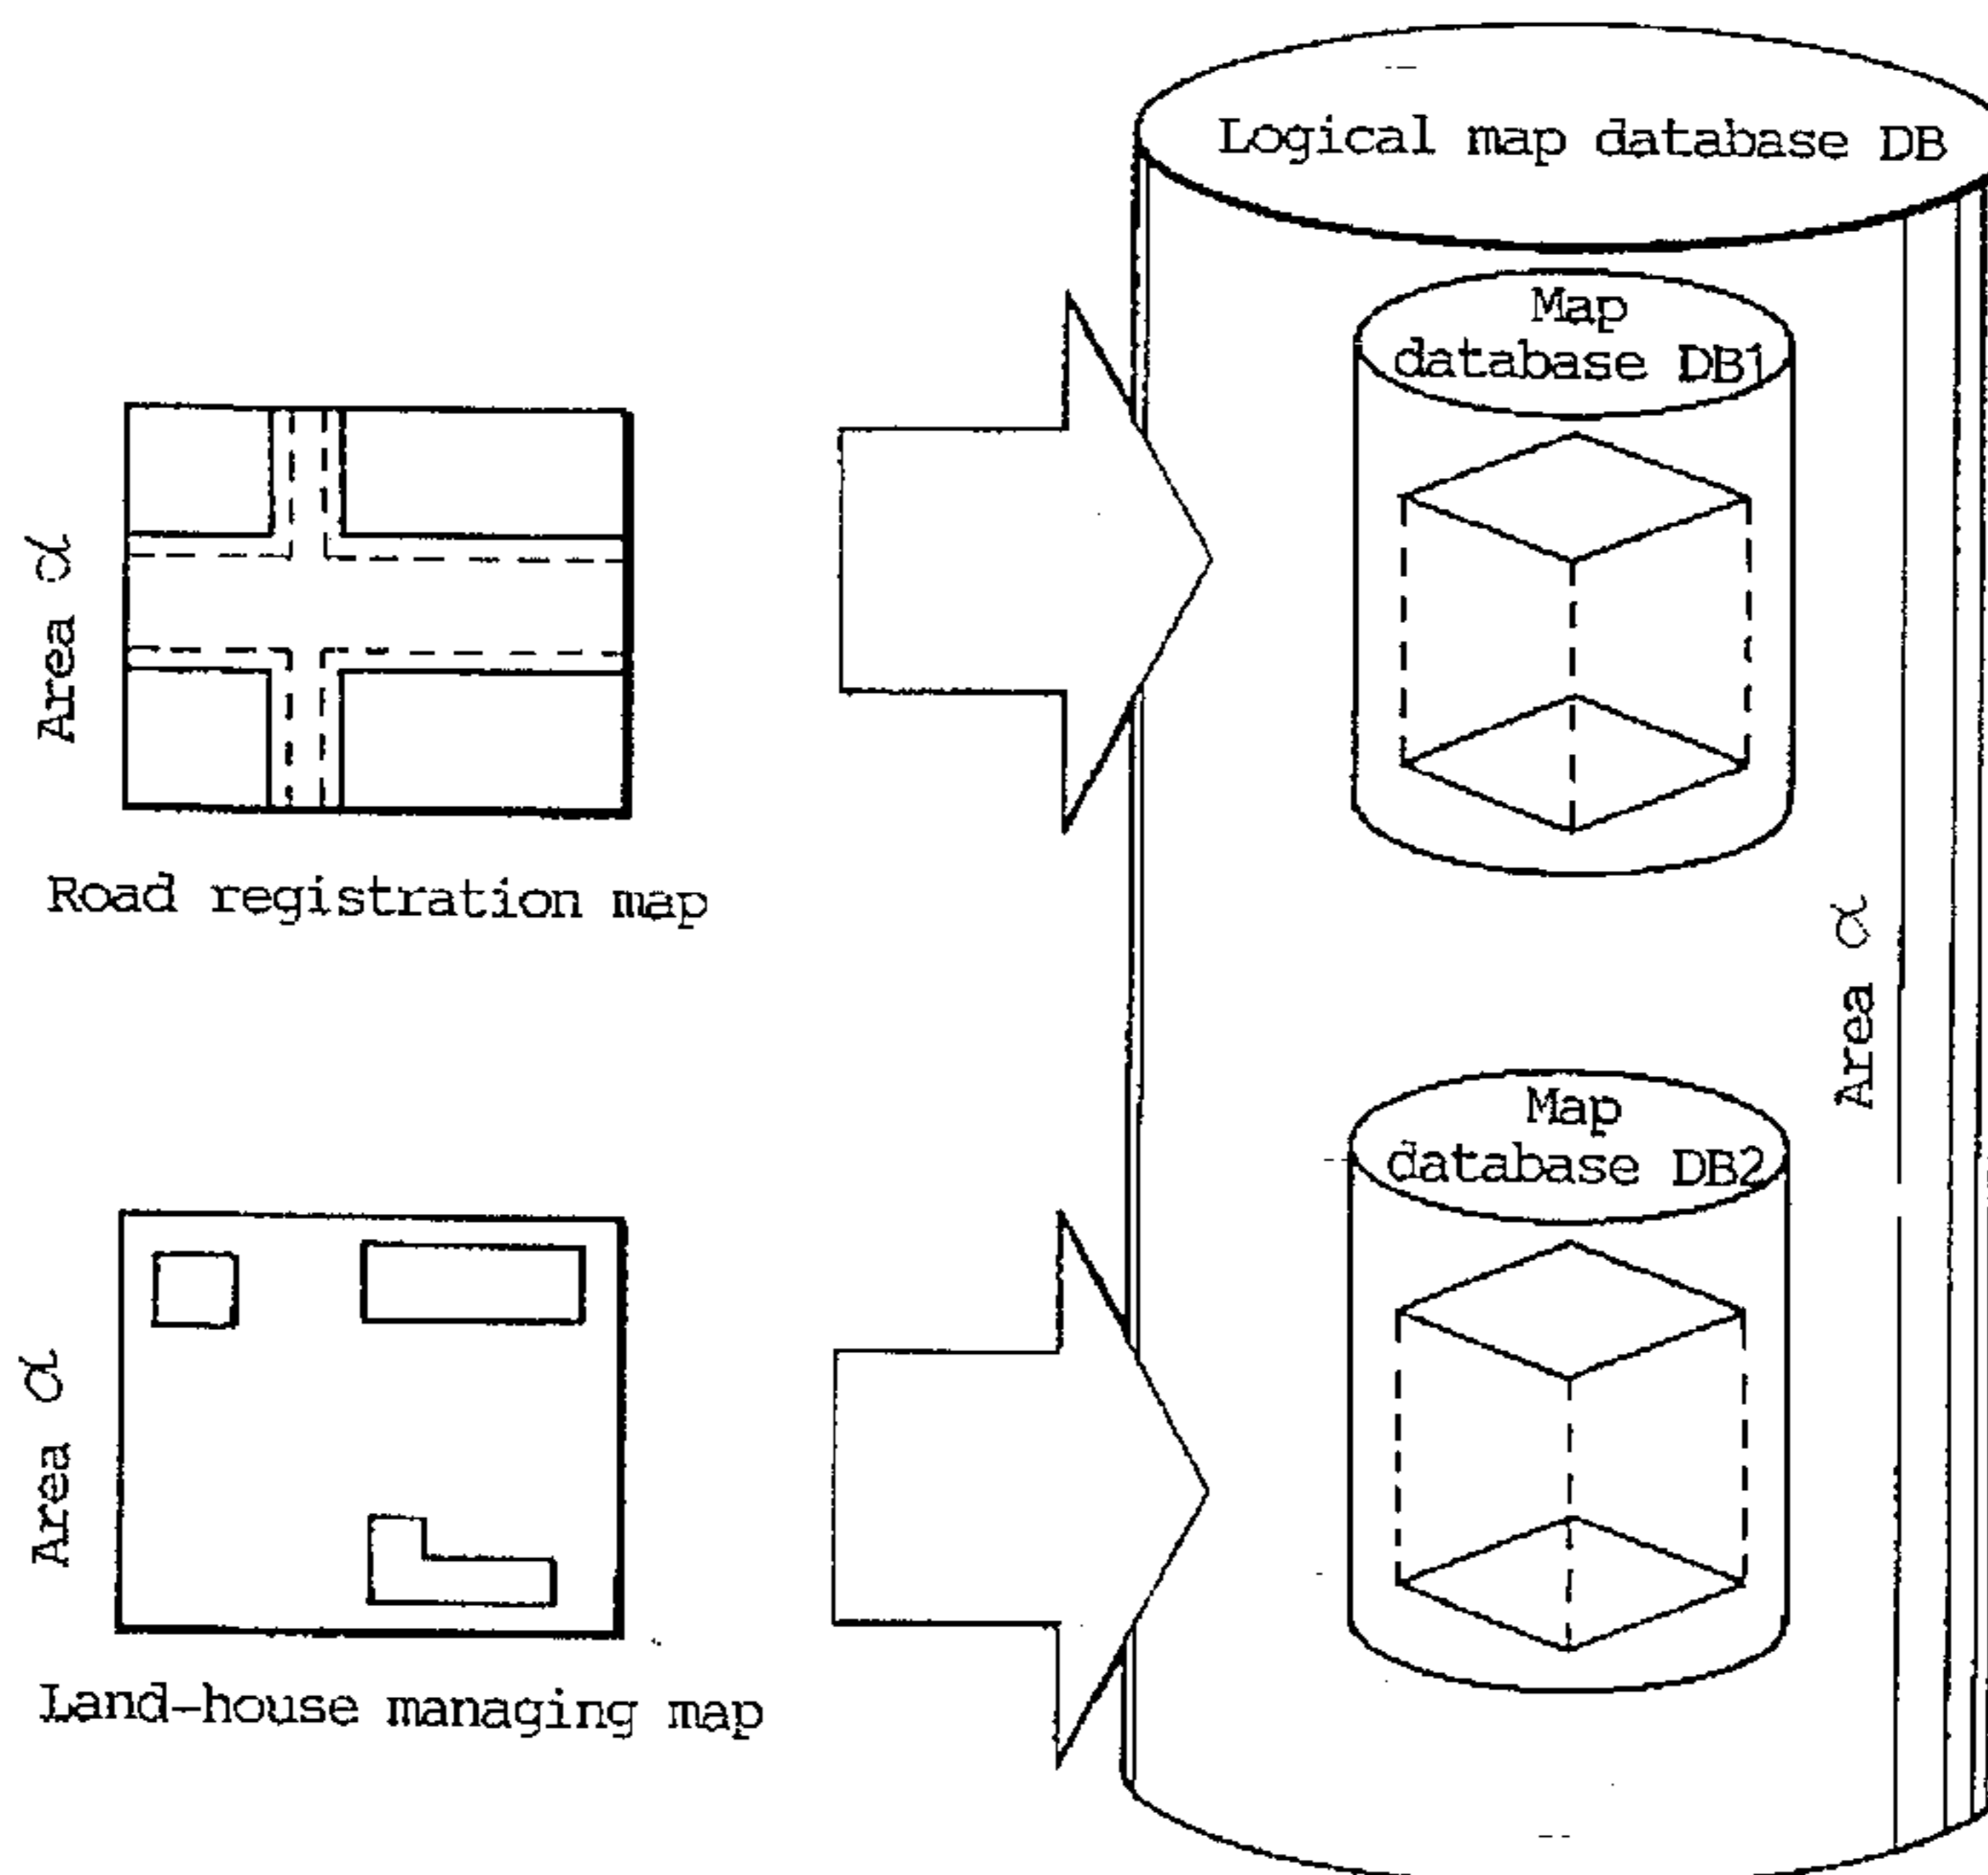 Logical map database DB
Map
database DB1
Area α
Road registration map
Area α
Map
database DB2
Area α
Land-house managing map